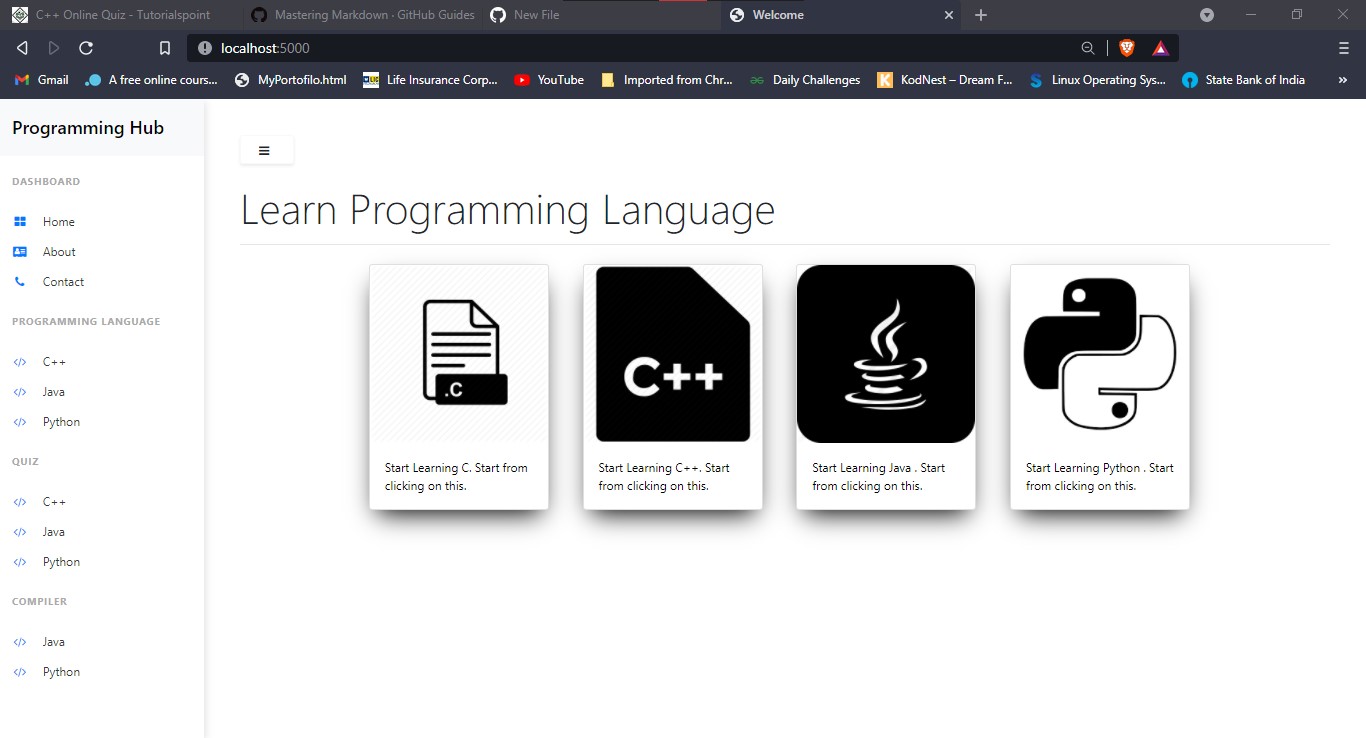 C++ Online Quiz - Tutorialspoint
Mastering Markdown · GitHub Guides
New File
Welcome
localhost:5000
Gmail
A free online cours...
MyPortofilo.html
LIC
Life Insurance Corp...
YouTube
Imported from Chr...
Daily Challenges
K
KodNest – Dream F...
S
Linux Operating Sys...
State Bank of India
»
Programming Hub
DASHBOARD
Home
About
Contact
PROGRAMMING LANGUAGE
</> C++
</> Java
</> Python
QUIZ
</> C++
</> Java
</> Python
COMPILER
</> Java
</> Python
Learn Programming Language
.C
Start Learning C. Start from
clicking on this.
C++
Start Learning C++. Start
from clicking on this.
Start Learning Java . Start
from clicking on this.
Start Learning Python . Start
from clicking on this.